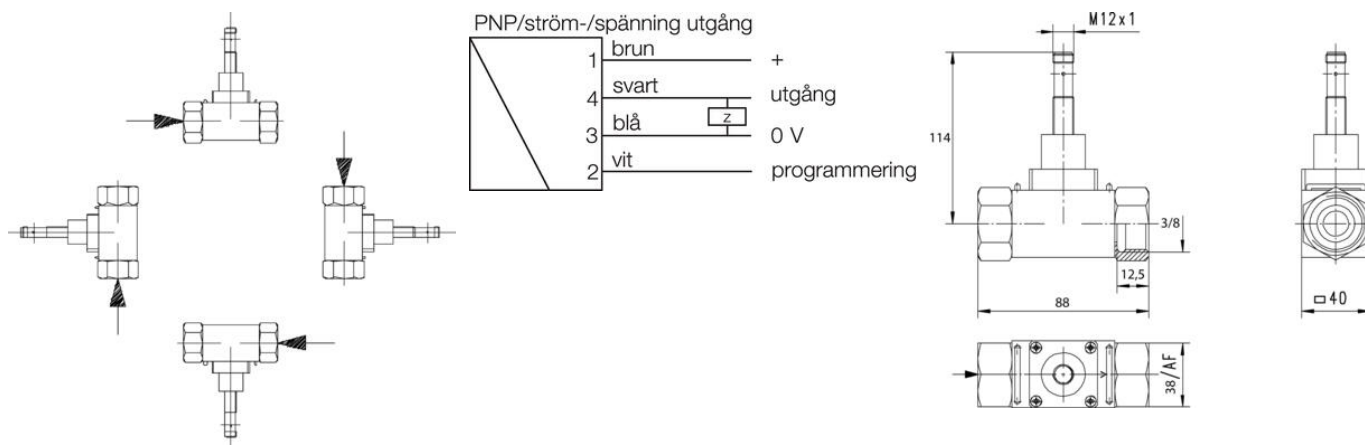 PNP/ström-/spänning utgång
1 brun +
4 svart utgång
z
3 blå 0 V
2 vit programmering
M12x1
114
3/8
12,5
88
□40
38/AF